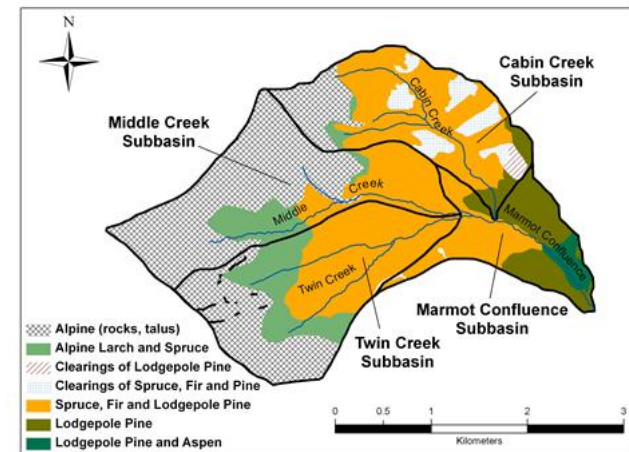 N
Cabin Creek
Subbasin
Middle Creek
Subbasin
Cabin Creek
Middle Creek
Marmot Confluence
Twin Creek
Marmot Confluence
Subbasin
Twin Creek
Subbasin
Alpine (rocks, talus)
Alpine Larch and Spruce
Clearings of Lodgepole Pine
Clearings of Spruce, Fir and Pine
Spruce, Fir and Lodgepole Pine
Lodgepole Pine
Lodgepole Pine and Aspen
0 1 2 3
Kilometers